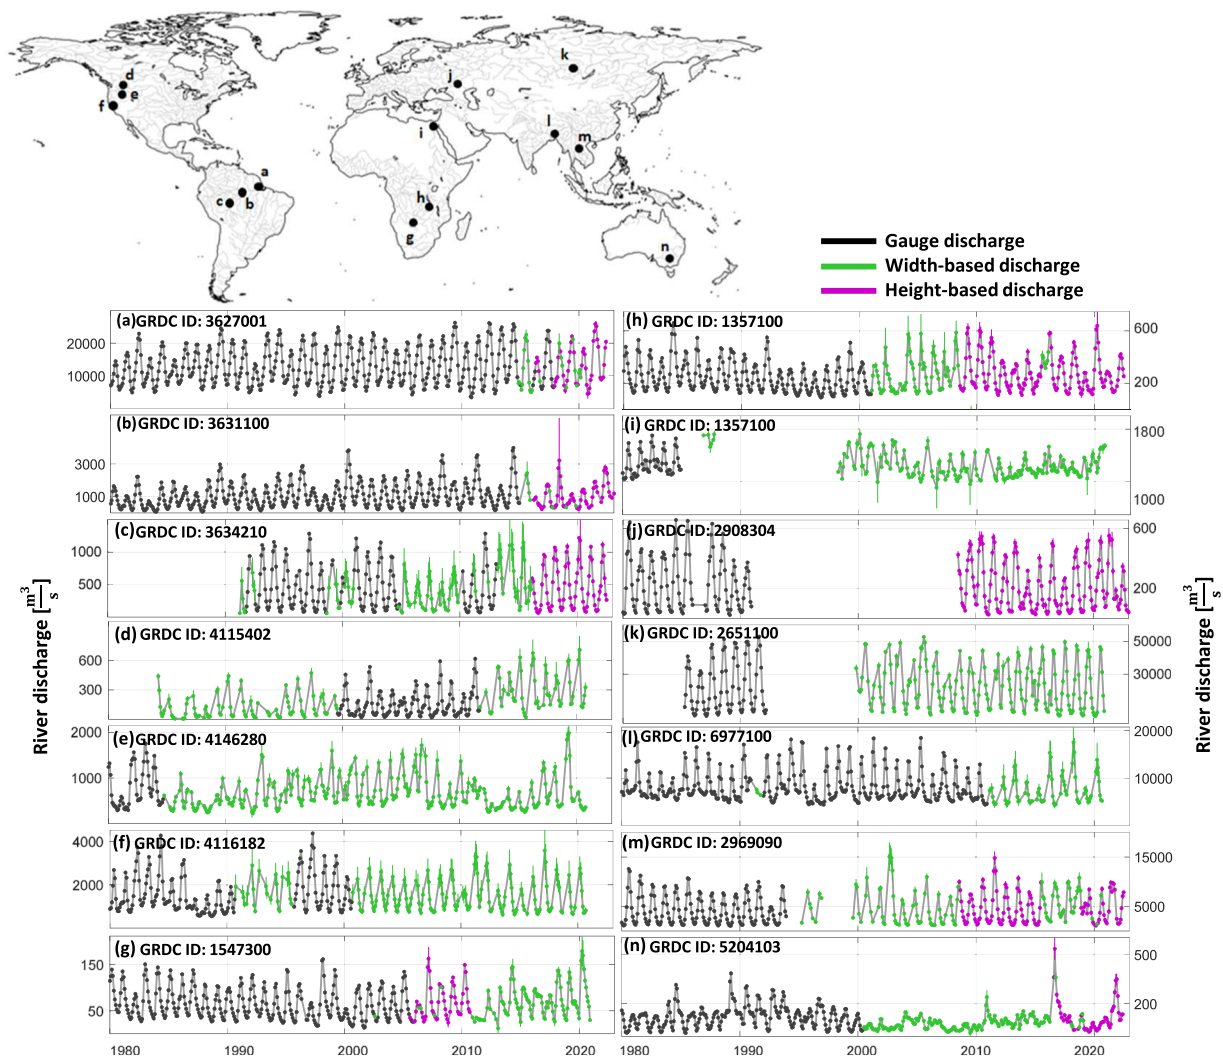 k
d
j
e
f
l
i
m
a
h
c
b
g
n
Gauge discharge
Width-based discharge
Height-based discharge
(a) GRDC ID: 3627001
20000
10000
(b) GRDC ID: 3631100
3000
1000
(c) GRDC ID: 3634210
1000
500
(d) GRDC ID: 4115402
600
300
(e) GRDC ID: 4146280
2000
1000
(f) GRDC ID: 4116182
4000
2000
(g) GRDC ID: 1547300
150
50
1980 1990 2000 2010 2020
River discharge [m³/s]
(h) GRDC ID: 1357100
600
200
(i) GRDC ID: 1357100
1800
1000
(j) GRDC ID: 2908304
600
200
(k) GRDC ID: 2651100
50000
30000
(l) GRDC ID: 6977100
20000
10000
(m) GRDC ID: 2969090
15000
5000
(n) GRDC ID: 5204103
500
200
1980 1990 2000 2010 2020
River discharge [m³/s]